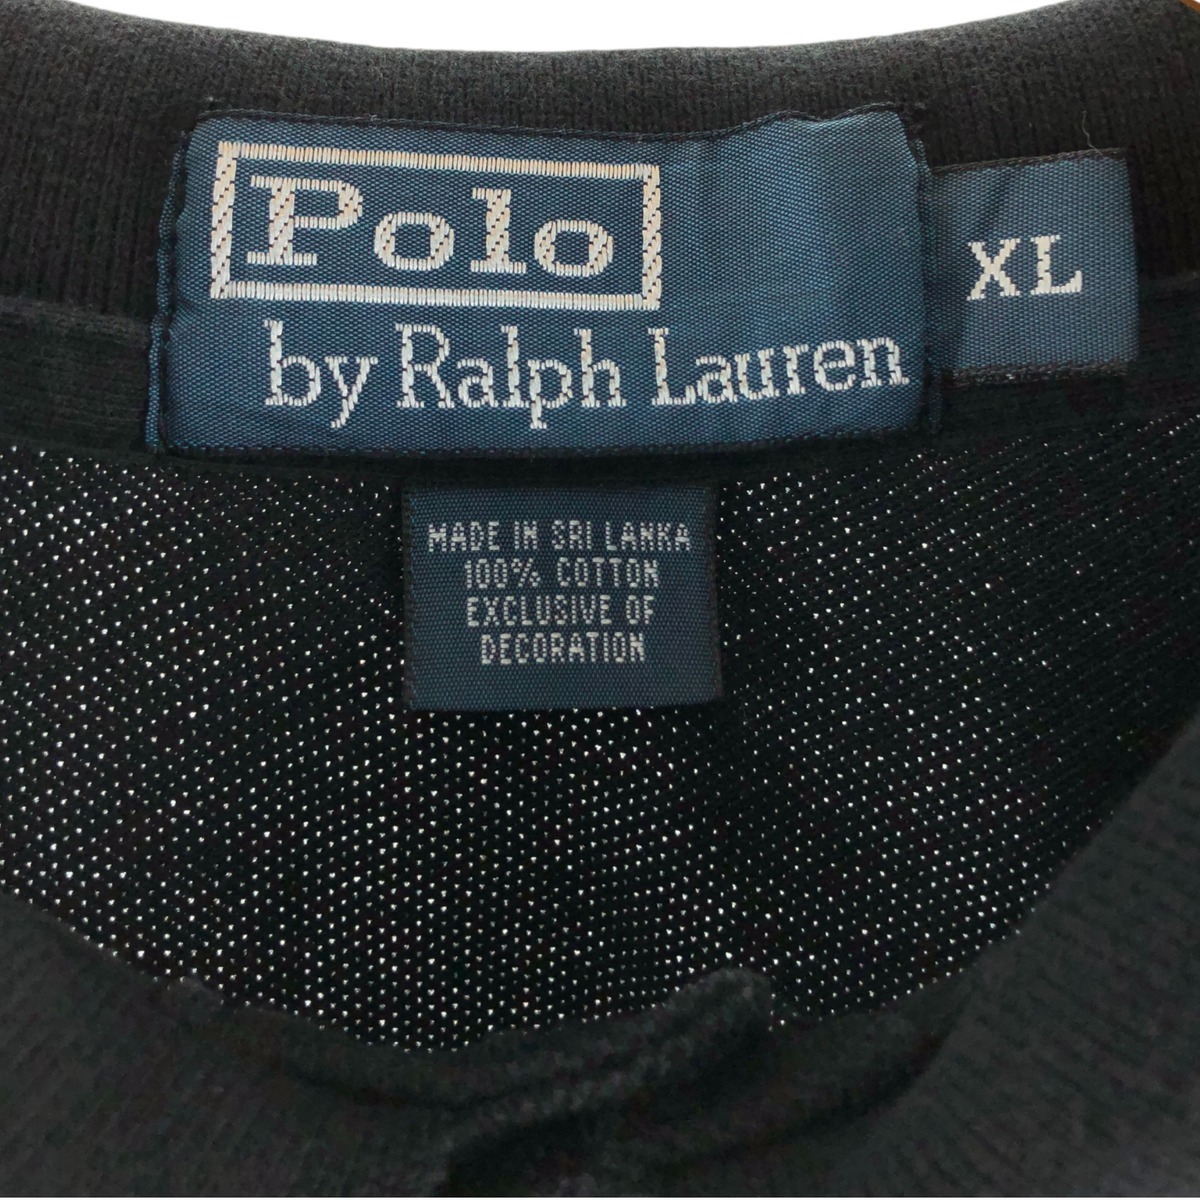 Polo
by Ralph Lauren
XL
MADE IN SRI LANKA
100% COTTON
EXCLUSIVE OF
DECORATION